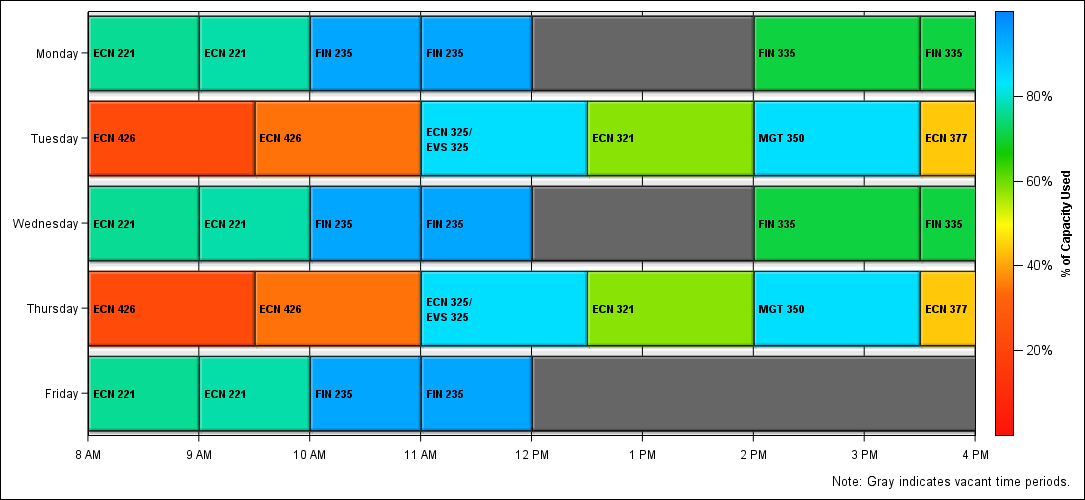 Monday
ECN 221
ECN 221
FIN 235
FIN 235
FIN 335
FIN 335
Tuesday
ECN 426
ECN 426
ECN 325/
EVS 325
ECN 321
MGT 350
ECN 377
Wednesday
ECN 221
ECN 221
FIN 235
FIN 235
FIN 335
FIN 335
Thursday
ECN 426
ECN 426
ECN 325/
EVS 325
ECN 321
MGT 350
ECN 377
Friday
ECN 221
ECN 221
FIN 235
FIN 235
8 AM
9 AM
10 AM
11 AM
12 PM
1 PM
2 PM
3 PM
4 PM
80%
60%
40%
20%
% of Capacity Used
Note: Gray indicates vacant time periods.